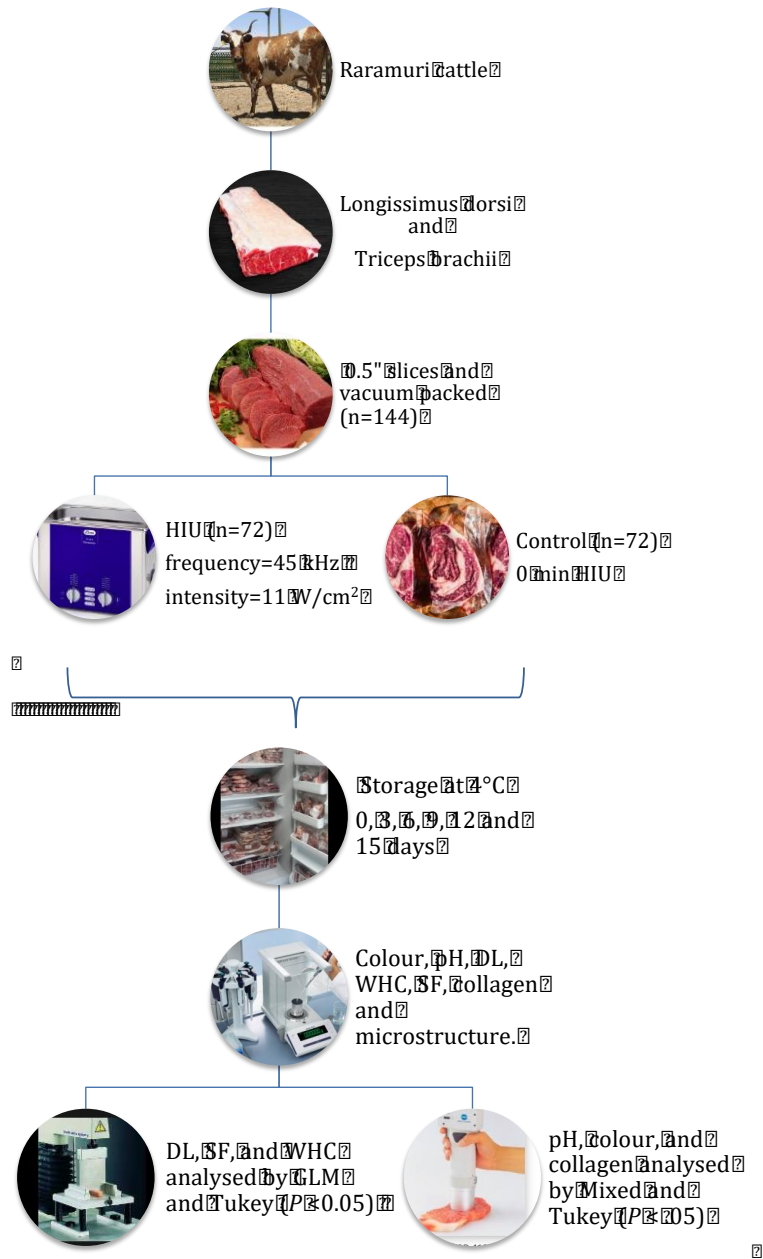 Raramuri cattle
Longissimus dorsi
and
Triceps brachii
0.5" slices and
vacuum packed
(n=144)
HIU (n=72)
frequency=45 kHz
intensity=11 W/cm²
Control (n=72)
0 min HIU
Storage at 4°C
0, 3, 6, 9, 12 and
15 days
Colour, pH, DL,
WHC, SF, collagen
and
microstructure.
DL, SF, and WHC
analysed by GLM
and Tukey (P <0.05)
pH, colour, and
collagen analysed
by Mixed and
Tukey (P < 05)